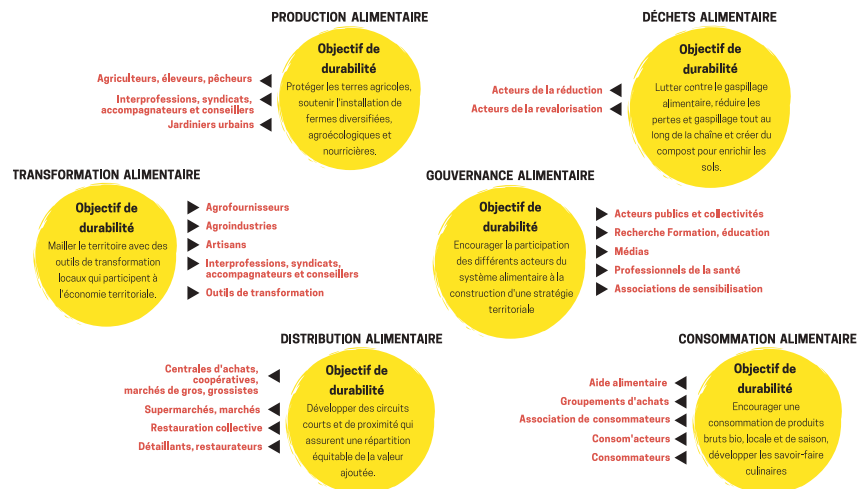 PRODUCTION ALIMENTAIRE
Objectif de
durabilité
Protéger les terres agricoles,
soutenir l'installation de
fermes diversifiées,
agroécologiques et
nourricières.
Agriculteurs, éleveurs, pêcheurs
Interprofessions, syndicats,
accompagnateurs et conseillers
Jardiniers urbains
DÉCHETS ALIMENTAIRE
Objectif de
durabilité
Lutter contre le gaspillage
alimentaire, réduire les
pertes et gaspillage tout au
long de la chaîne et créer du
compost pour enrichir les
sols.
Acteurs de la réduction
Acteurs de la revalorisation
TRANSFORMATION ALIMENTAIRE
Objectif de
durabilité
Mailler le territoire avec des
outils de transformation
locaux qui participent à
l'économie territoriale.
Agrofournisseurs
Agroindustries
Artisans
Interprofessions, syndicats,
accompagnateurs et conseillers
Outils de transformation
GOUVERNANCE ALIMENTAIRE
Objectif de
durabilité
Encourager la participation
des différents acteurs du
système alimentaire à la
construction d'une stratégie
territoriale
Acteurs publics et collectivités
Recherche Formation, éducation
Médias
Professionnels de la santé
Associations de sensibilisation
DISTRIBUTION ALIMENTAIRE
Objectif de
durabilité
Développer des circuits
courts et de proximité qui
assurent une répartition
équitable de la valeur
ajoutée.
Centrales d'achats,
coopératives,
marchés de gros, grossistes
Supermarchés, marchés
Restauration collective
Détaillants, restaurateurs
CONSOMMATION ALIMENTAIRE
Objectif de
durabilité
Encourager une
consommation de produits
bruts bio, locale et de saison,
développer les savoir-faire
culinaires
Aide alimentaire
Groupements d'achats
Association de consommateurs
Consom'acteurs
Consommateurs